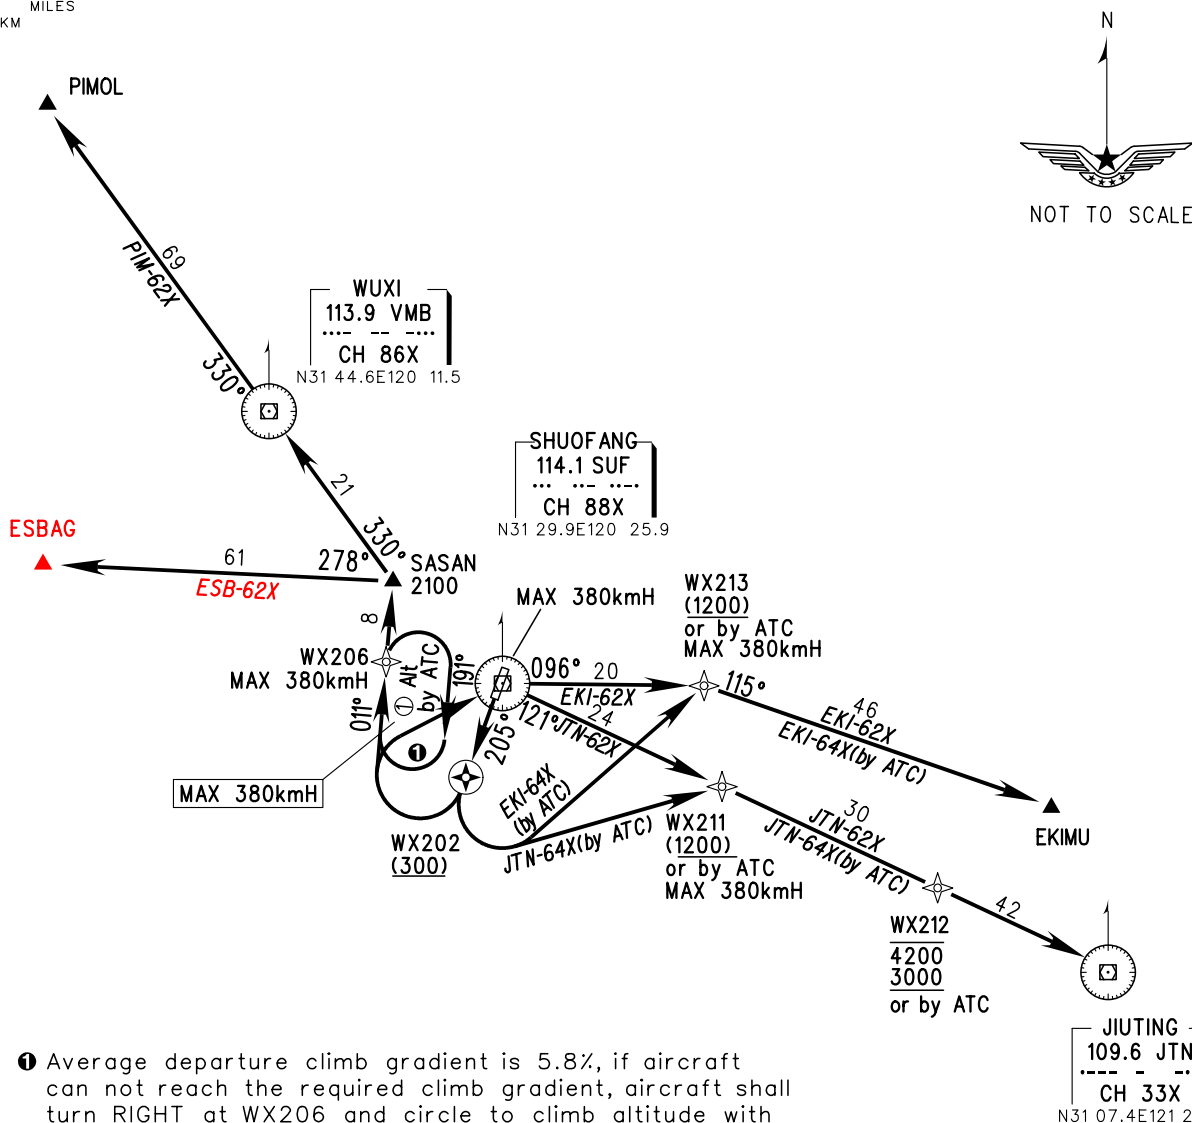 MILES
KM
N
NOT TO SCALE
PIMOL
69
PIM-62X
330°
WUXI
113.9 VMB
CH 86X
N31 44.6E120 11.5
21
330°
SHUOFANG
114.1 SUF
CH 88X
N31 29.9E120 25.9
ESBAG
61
278°
ESB-62X
SASAN
2100
8
WX206
MAX 380kmH
011°
① Alt
by ATC
191°
MAX 380kmH
096°
20
EKI-62X
WX213
(1200)
or by ATC
MAX 380kmH
115°
46
EKI-62X
EKI-64X(by ATC)
EKIMU
121°
24
JTN-62X
205°
❶
MAX 380kmH
WX202
(300)
EKI-64X
(by ATC)
JTN-64X(by ATC)
WX211
(1200)
or by ATC
MAX 380kmH
30
JTN-62X
JTN-64X(by ATC)
42
WX212
4200
3000
or by ATC
JIUTING
109.6 JTN
CH 33X
N31 07.4E121 2
❶ Average departure climb gradient is 5.8%, if aircraft
can not reach the required climb gradient, aircraft shall
turn RIGHT at WX206 and circle to climb altitude with